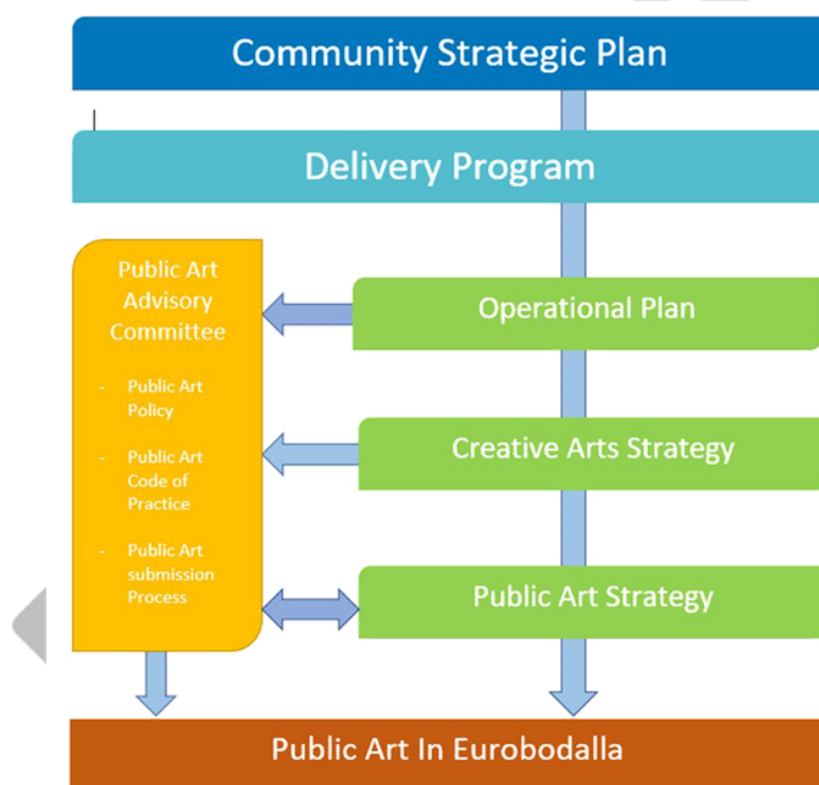 Community Strategic Plan
Delivery Program
Public Art
Advisory
Committee
- Public Art
Policy
- Public Art
Code of
Practice
- Public Art
submission
Process
Operational Plan
Creative Arts Strategy
Public Art Strategy
Public Art In Eurobodalla